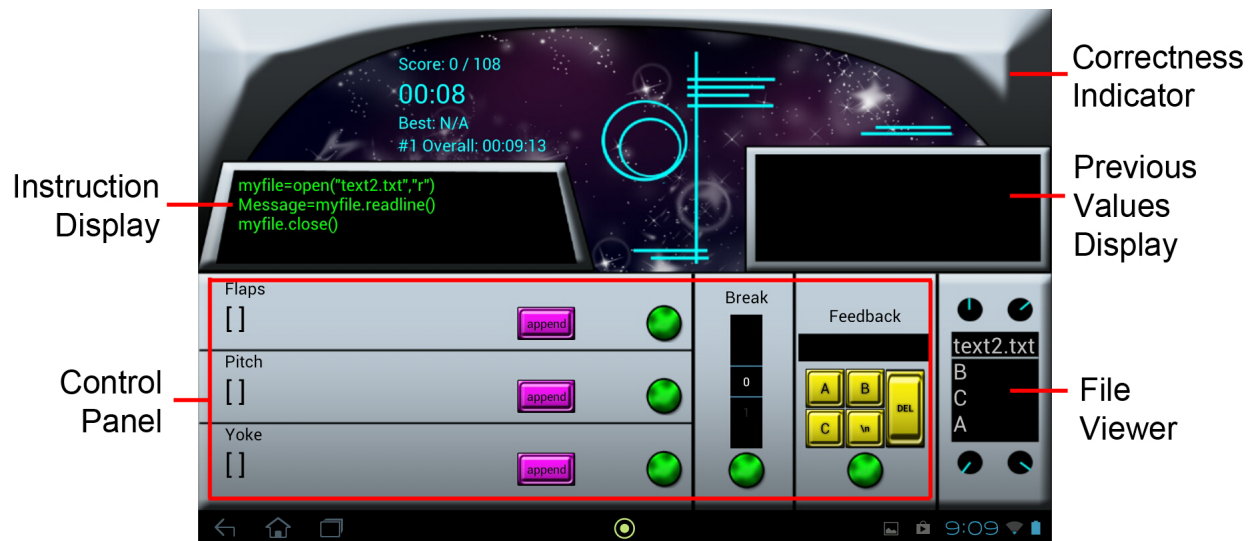 Score: 0 / 108
00:08
Best: N/A
#1 Overall: 00:09:13
Correctness
Indicator
Instruction
Display
myfile=open("text2.txt","r")
Message=myfile.readline()
myfile.close()
Previous
Values
Display
Control
Panel
Flaps
[ ]
append
Pitch
[ ]
append
Yoke
[ ]
append
Break
0
1
Feedback
A
B
DEL
C
\n
text2.txt
B
C
A
File
Viewer
9:09